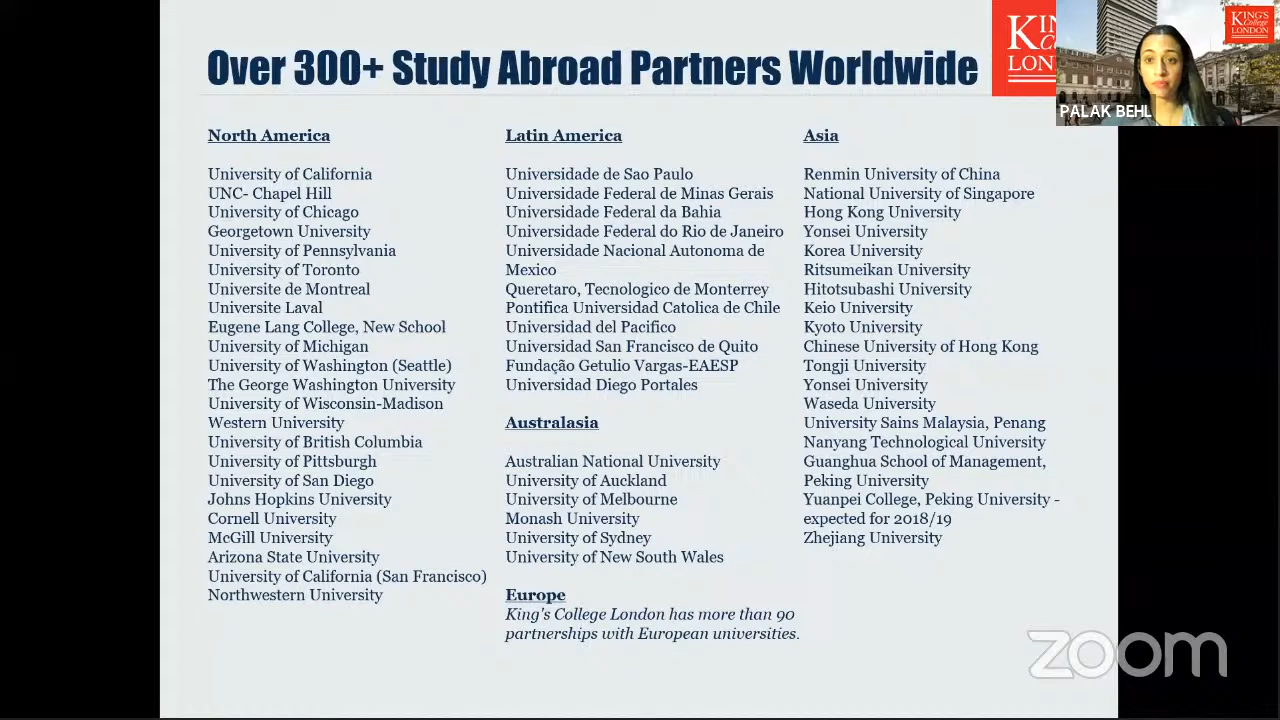 Over 300+ Study Abroad Partners Worldwide
North America
University of California
UNC- Chapel Hill
University of Chicago
Georgetown University
University of Pennsylvania
University of Toronto
Universite de Montreal
Universite Laval
Eugene Lang College, New School
University of Michigan
University of Washington (Seattle)
The George Washington University
University of Wisconsin-Madison
Western University
University of British Columbia
University of Pittsburgh
University of San Diego
Johns Hopkins University
Cornell University
McGill University
Arizona State University
University of California (San Francisco)
Northwestern University
Latin America
Universidade de Sao Paulo
Universidade Federal de Minas Gerais
Universidade Federal da Bahia
Universidade Federal do Rio de Janeiro
Universidade Nacional Autonoma de
Mexico
Queretaro, Tecnologico de Monterrey
Pontifica Universidad Catolica de Chile
Universidad del Pacifico
Universidad San Francisco de Quito
Fundação Getulio Vargas-EAESP
Universidad Diego Portales
Australasia
Australian National University
University of Auckland
University of Melbourne
Monash University
University of Sydney
University of New South Wales
Europe
King's College London has more than 90
partnerships with European universities.
Asia
Renmin University of China
National University of Singapore
Hong Kong University
Yonsei University
Korea University
Ritsumeikan University
Hitotsubashi University
Keio University
Kyoto University
Chinese University of Hong Kong
Tongji University
Yonsei University
Waseda University
University Sains Malaysia, Penang
Nanyang Technological University
Guanghua School of Management,
Peking University
Yuanpei College, Peking University -
expected for 2018/19
Zhejiang University
KIN
Co
LON
KING'S
College
LONDON
PALAK BEHL
zoom